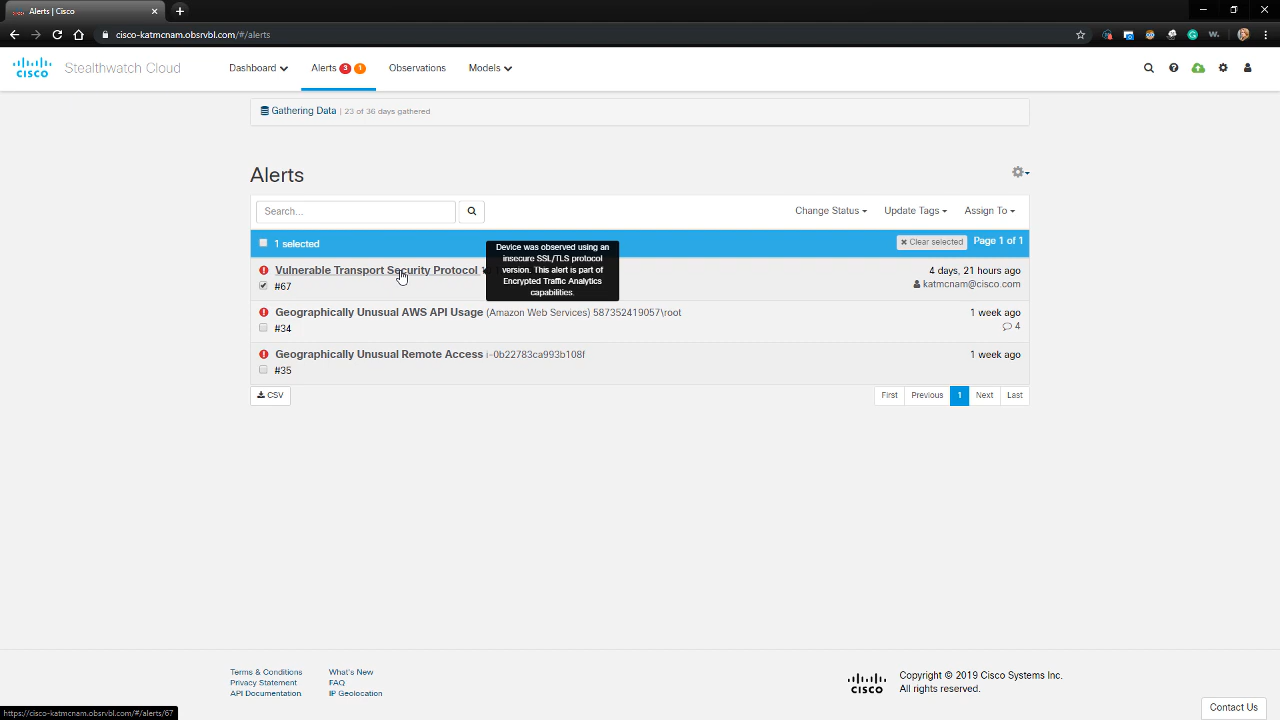 Alerts | Cisco
cisco-katmcnam.obsrvbl.com/#/alerts
CISCO
Stealthwatch Cloud
Dashboard
Alerts 3 1
Observations
Models
Gathering Data | 23 of 36 days gathered
Alerts
Search...
Change Status
Update Tags
Assign To
1 selected
Clear selected
Page 1 of 1
Device was observed using an
insecure SSL/TLS protocol
version. This alert is part of
Encrypted Traffic Analytics
capabilities.
Vulnerable Transport Security Protocol
4 days, 21 hours ago
#67
katmcnam@cisco.com
Geographically Unusual AWS API Usage (Amazon Web Services) 587352419057\root
1 week ago
#34
4
Geographically Unusual Remote Access i-0b22783ca993b108f
1 week ago
#35
CSV
First
Previous
1
Next
Last
Terms & Conditions
What's New
Privacy Statement
FAQ
API Documentation
IP Geolocation
CISCO
Copyright © 2019 Cisco Systems Inc.
All rights reserved.
Contact Us
https://cisco-katmcnam.obsrvbl.com/#/alerts/67